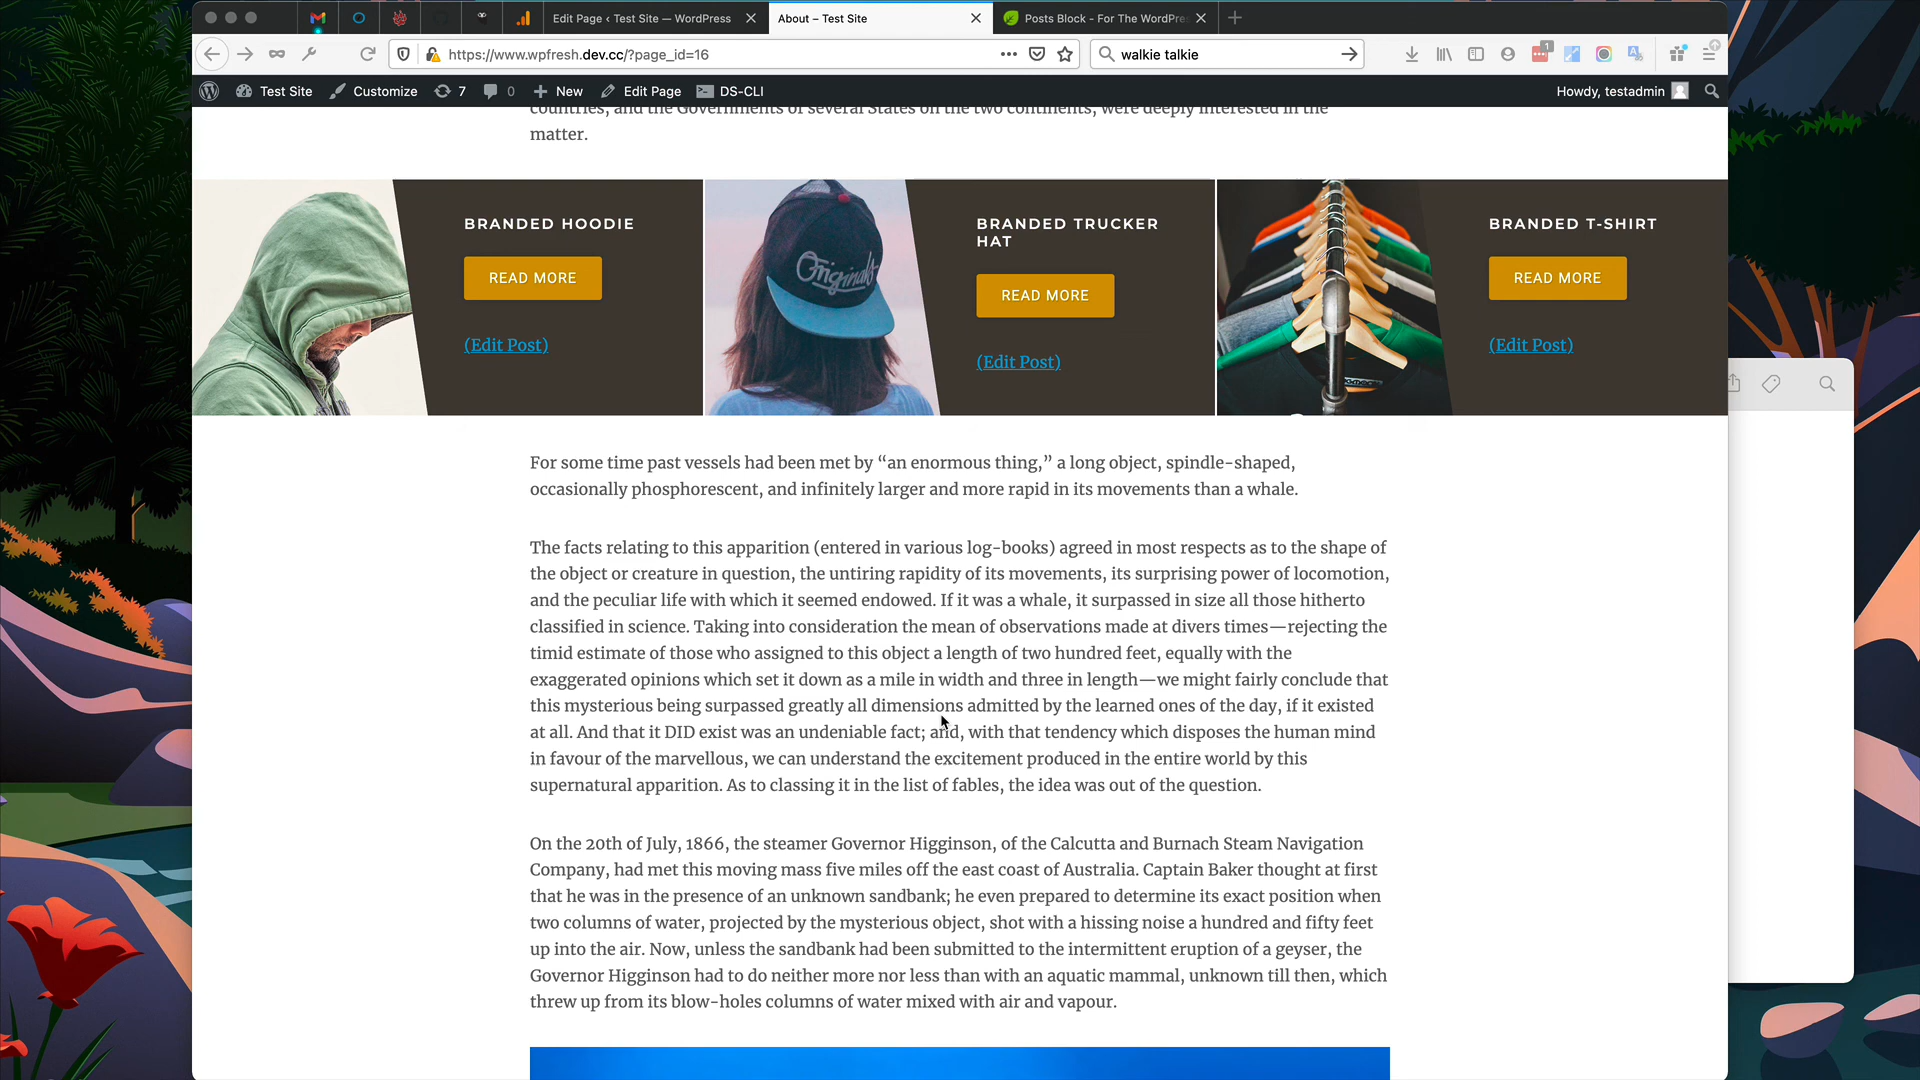 Edit Page ‹ Test Site — WordPress
About – Test Site
Posts Block - For The WordPre
https://www.wpfresh.dev.cc/?page_id=16
walkie talkie
1
Test Site
Customize
7
0
New
Edit Page
DS-CLI
Howdy, testadmin
countries, and the Governments of several States on the two continents, were deeply interested in the
matter.
BRANDED HOODIE
READ MORE
(Edit Post)
Originals
BRANDED TRUCKER
HAT
READ MORE
(Edit Post)
BRANDED T-SHIRT
READ MORE
(Edit Post)
For some time past vessels had been met by “an enormous thing,” a long object, spindle-shaped,
occasionally phosphorescent, and infinitely larger and more rapid in its movements than a whale.
The facts relating to this apparition (entered in various log-books) agreed in most respects as to the shape of
the object or creature in question, the untiring rapidity of its movements, its surprising power of locomotion,
and the peculiar life with which it seemed endowed. If it was a whale, it surpassed in size all those hitherto
classified in science. Taking into consideration the mean of observations made at divers times—rejecting the
timid estimate of those who assigned to this object a length of two hundred feet, equally with the
exaggerated opinions which set it down as a mile in width and three in length—we might fairly conclude that
this mysterious being surpassed greatly all dimensions admitted by the learned ones of the day, if it existed
at all. And that it DID exist was an undeniable fact; and, with that tendency which disposes the human mind
in favour of the marvellous, we can understand the excitement produced in the entire world by this
supernatural apparition. As to classing it in the list of fables, the idea was out of the question.
On the 20th of July, 1866, the steamer Governor Higginson, of the Calcutta and Burnach Steam Navigation
Company, had met this moving mass five miles off the east coast of Australia. Captain Baker thought at first
that he was in the presence of an unknown sandbank; he even prepared to determine its exact position when
two columns of water, projected by the mysterious object, shot with a hissing noise a hundred and fifty feet
up into the air. Now, unless the sandbank had been submitted to the intermittent eruption of a geyser, the
Governor Higginson had to do neither more nor less than with an aquatic mammal, unknown till then, which
threw up from its blow-holes columns of water mixed with air and vapour.